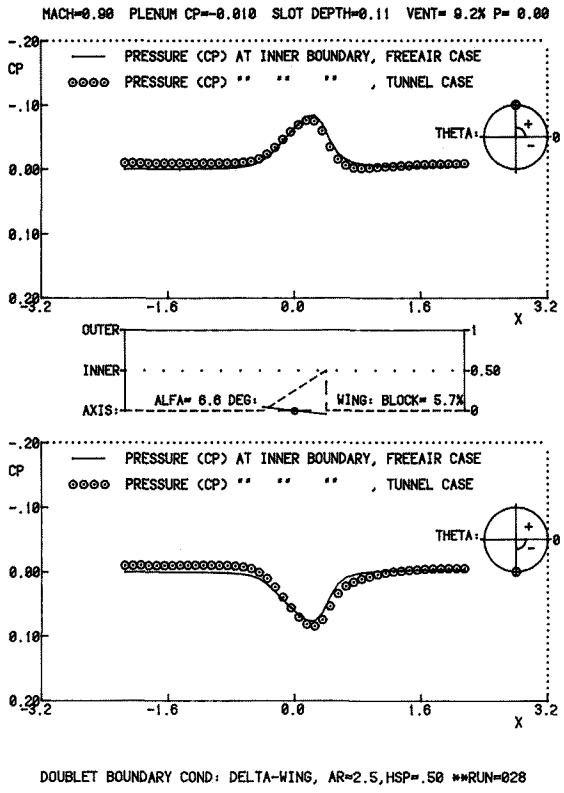 MACH=0.90 PLENUM CP=-0.010 SLOT DEPTH=0.11 VENT= 9.2% P= 0.00
-.20
CP
PRESSURE (CP) AT INNER BOUNDARY, FREEAIR CASE
PRESSURE (CP) " " " , TUNNEL CASE
-.10
THETA:
+
-
0
0.00
0.10
0.20
-3.2 -1.6 0.0 1.6 3.2
X
OUTER 1
INNER 0.50
ALFA= 6.6 DEG: WING: BLOCK= 5.7%
AXIS: 0
-.20
CP
PRESSURE (CP) AT INNER BOUNDARY, FREEAIR CASE
PRESSURE (CP) " " " , TUNNEL CASE
-.10
THETA:
+
-
0
0.00
0.10
0.20
-3.2 -1.6 0.0 1.6 3.2
X
DOUBLET BOUNDARY COND: DELTA-WING, AR=2.5,HSP=.50 **RUN=028